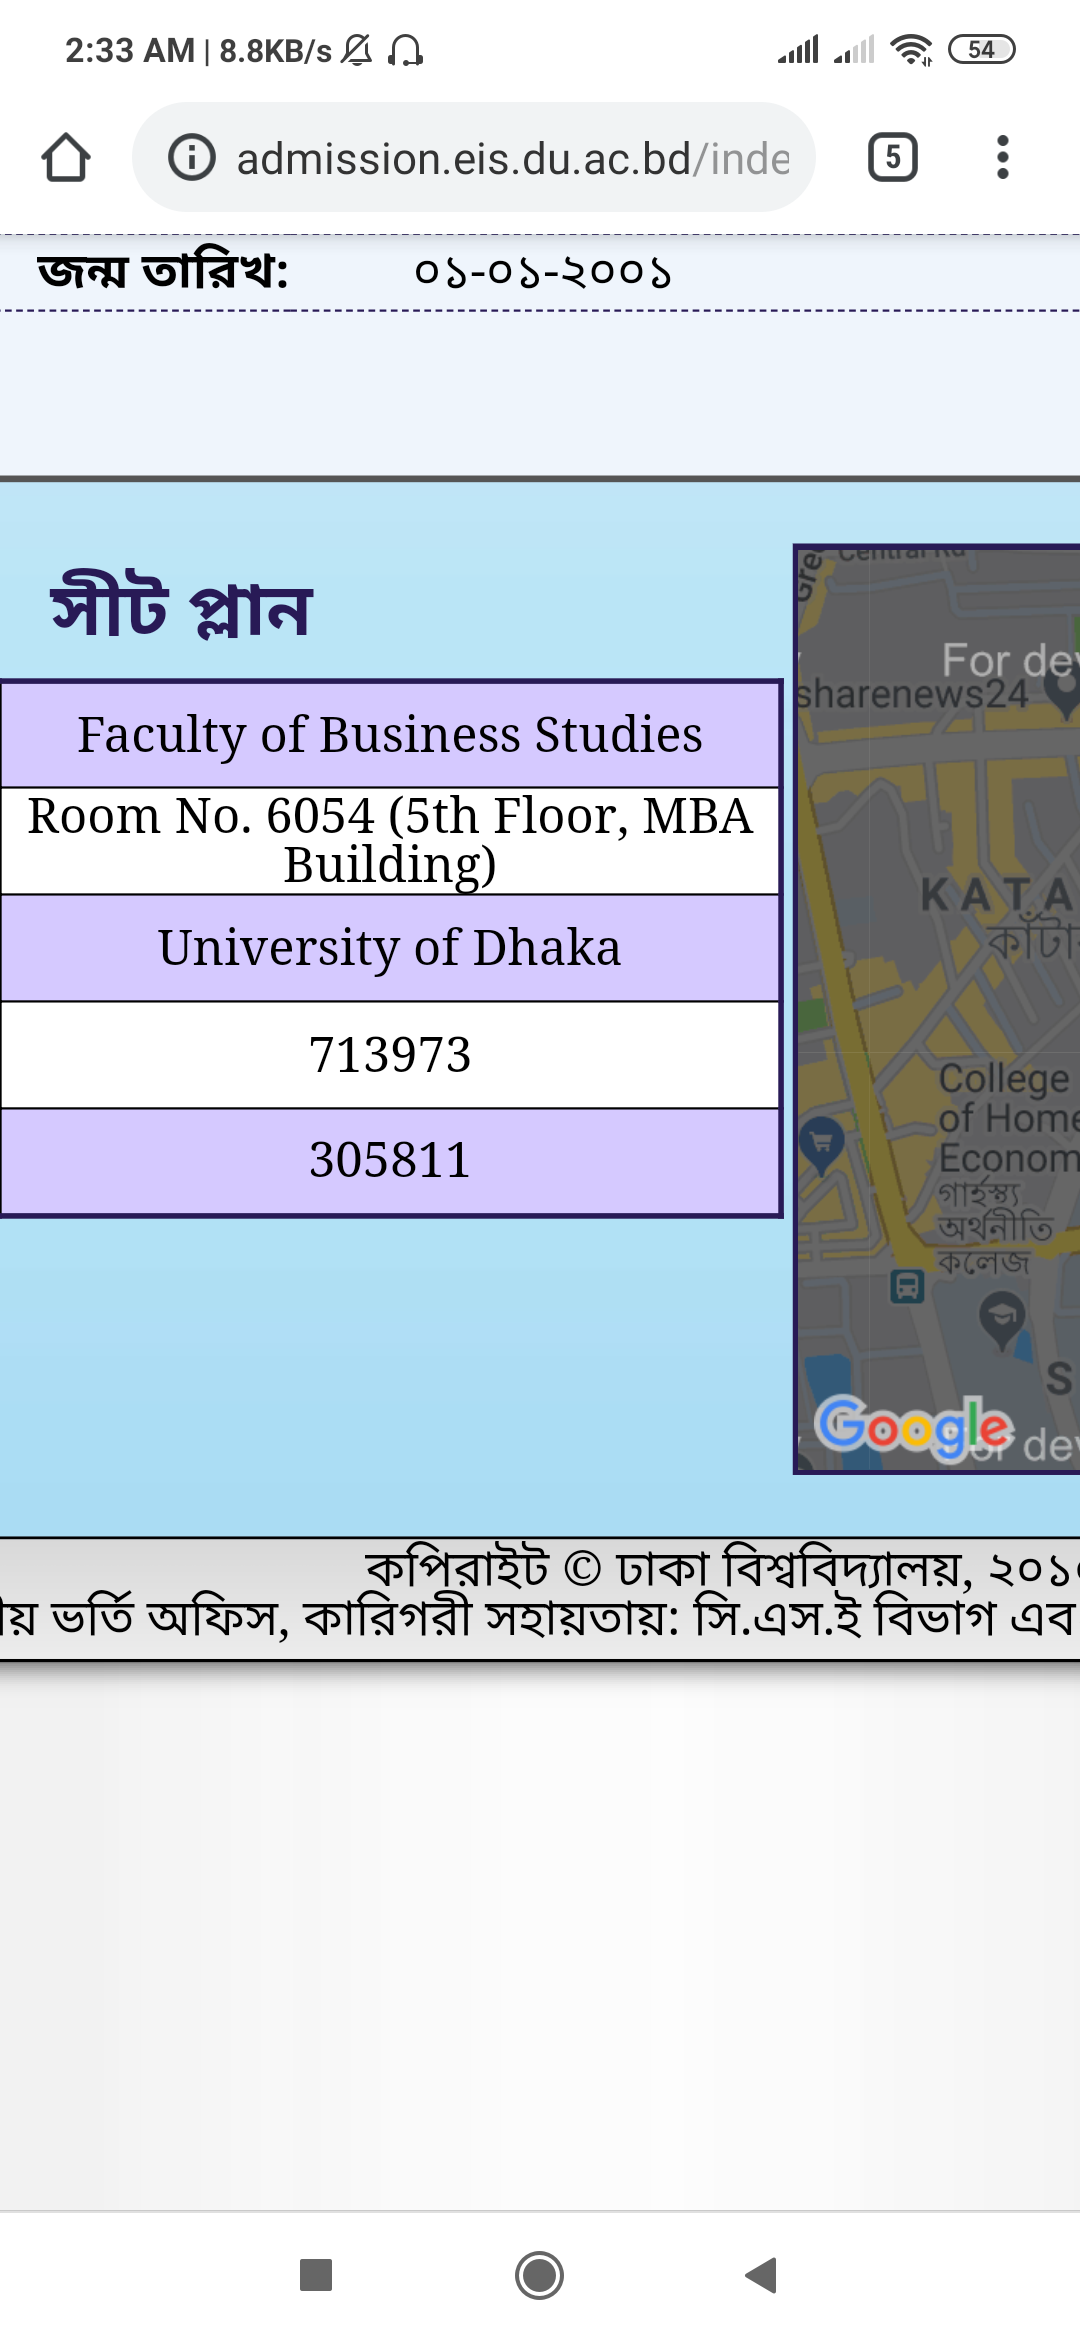 2:33 AM | 8.8KB/s
54
admission.eis.du.ac.bd/inde
5
জন্ম তারিখ: ০১-০১-২০০১
সীট প্লান
Faculty of Business Studies
Room No. 6054 (5th Floor, MBA
Building)
University of Dhaka
713973
305811
Central Rd
For dev
sharenews24
KATA
কাঁটা
College
of Home
Econom
গার্হস্থ্য
অর্থনীতি
কলেজ
S
Google
For dev
কপিরাইট © ঢাকা বিশ্ববিদ্যালয়, ২০১
ীয় ভর্তি অফিস, কারিগরী সহায়তায়: সি.এস.ই বিভাগ এব